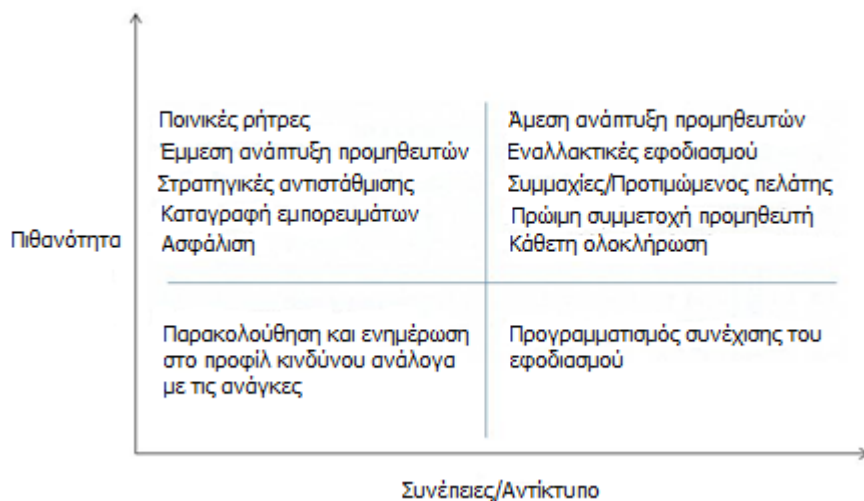 Ποινικές ρήτρες
Έμμεση ανάπτυξη προμηθευτών
Στρατηγικές αντιστάθμισης
Καταγραφή εμπορευμάτων
Ασφάλιση
Άμεση ανάπτυξη προμηθευτών
Εναλλακτικές εφοδιασμού
Συμμαχίες/Προτιμώμενος πελάτης
Πρώιμη συμμετοχή προμηθευτή
Κάθετη ολοκλήρωση
Πιθανότητα
Παρακολούθηση και ενημέρωση
στο προφίλ κινδύνου ανάλογα
με τις ανάγκες
Προγραμματισμός συνέχισης του
εφοδιασμού
Συνέπειες/Αντίκτυπο